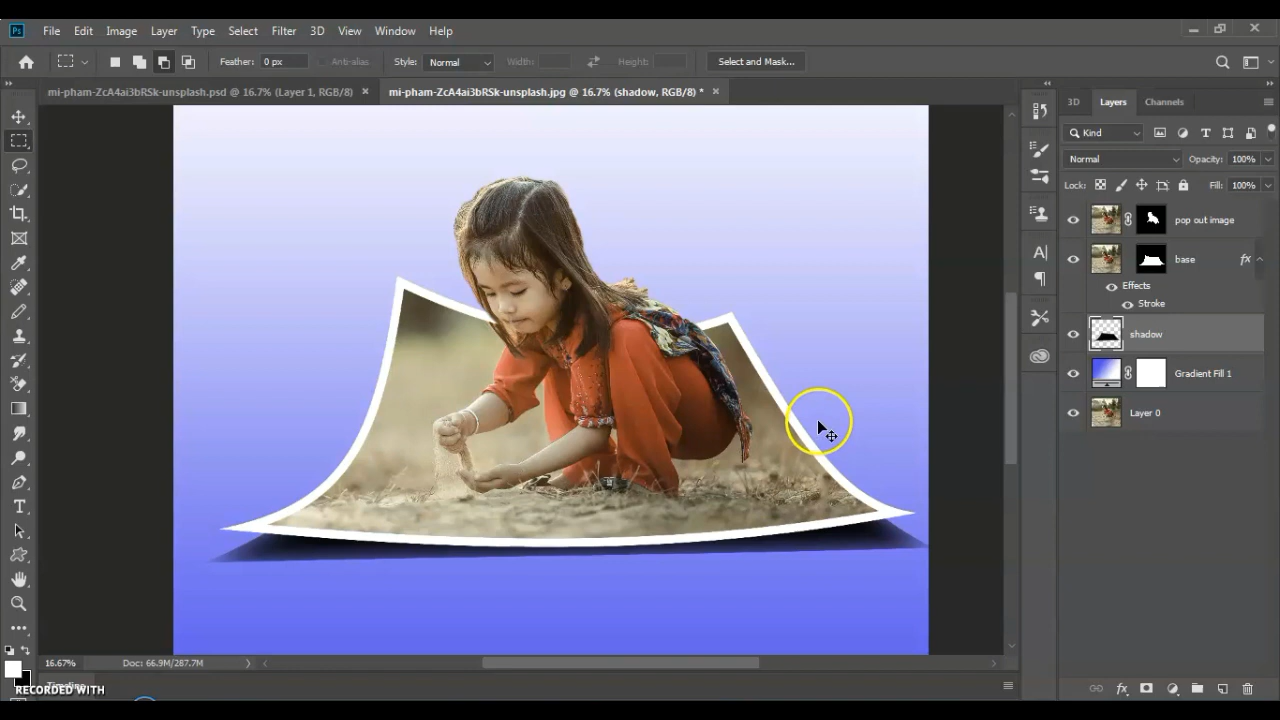 Ps File Edit Image Layer Type Select Filter 3D View Window Help
Feather: 0 px Anti-alias Style: Normal Width: Height: Select and Mask...
mi-pham-ZcA4ai3bRSk-unsplash.psd @ 16.7% (Layer 1, RGB/8) × mi-pham-ZcA4ai3bRSk-unsplash.jpg @ 16.7% (shadow, RGB/8) * ×
3D Layers Channels
Kind
Normal Opacity: 100%
Lock: Fill: 100%
pop out image
base fx
Effects
Stroke
shadow
Gradient Fill 1
Layer 0
16.67% Doc: 66.9M/287.7M
Timeline
RECORDED WITH